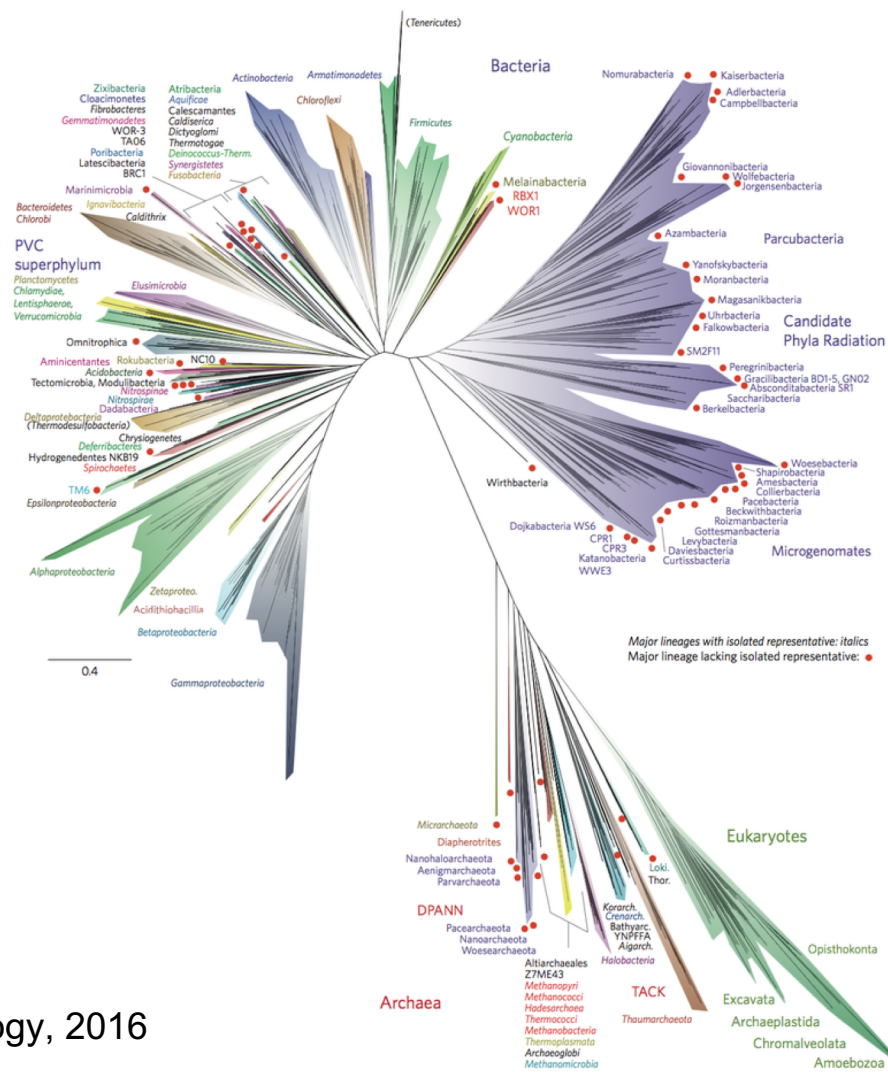 (Tenericutes)
Bacteria
Zixibacteria
Cloacimonetes
Fibrobacteres
Gemmatimonadetes
WOR-3
TA06
Poribacteria
Latescibacteria
BRC1
Atribacteria
Aquificae
Calescamantes
Caldiserica
Dictyoglomi
Thermotogae
Deinococcus-Therm.
Synergistetes
Fusobacteria
Actinobacteria
Armatimonadetes
Chloroflexi
Firmicutes
Cyanobacteria
Melainabacteria
RBX1
WOR1
Nomurabacteria
Kaiserbacteria
Adlerbacteria
Campbellbacteria
Giovannonibacteria
Wolfebacteria
Jorgensenbacteria
Azambacteria
Parcubacteria
Yanofskybacteria
Moranbacteria
Magasanikbacteria
Uhrbacteria
Falkowbacteria
Candidate
Phyla Radiation
SM2F11
Peregrinibacteria
Gracilibacteria BD1-5, GN02
Absconditabacteria SR1
Saccharibacteria
Berkelbacteria
Marinimicrobia
Ignavibacteria
Caldithrix
Bacteroidetes
Chlorobi
PVC
superphylum
Planctomycetes
Chlamydiae,
Lentisphaerae,
Verrucomicrobia
Elusimicrobia
Omnitrophica
Aminicentantes
Rokubacteria
NC10
Acidobacteria
Tectomicrobia, Modulibacteria
Nitrospinae
Nitrospirae
Dadabacteria
Deltaprotebacteria
(Thermodesulfobacteria)
Chrysiogenetes
Deferribacteres
Hydrogenedentes NKB19
Spirochaetes
TM6
Epsilonproteobacteria
Wirthbacteria
Woesebacteria
Shapirobacteria
Amesbacteria
Collierbacteria
Pacebacteria
Beckwithbacteria
Roizmanbacteria
Gottesmanbacteria
Levybacteria
Daviesbacteria
Curtissbacteria
Microgenomates
Dojkabacteria WS6
CPR1
CPR3
Katanobacteria
WWE3
Alphaproteobacteria
Zetaproteo.
Acidithiobacillia
Betaproteobacteria
0.4
Gammaproteobacteria
Major lineages with isolated representative: italics
Major lineage lacking isolated representative:
Micrarchaeota
Diapherotrites
Nanohaloarchaeota
Aenigmarchaeota
Parvarchaeota
DPANN
Pacearchaeota
Nanoarchaeota
Woesearchaeota
Archaea
Altiarchaeales
Z7ME43
Methanopyri
Methanococci
Hadesarchaea
Thermococci
Methanobacteria
Thermoplasmata
Archaeoglobi
Methanomicrobia
Halobacteria
Korarch.
Crenarch.
Bathyarc.
YNPFFA
Aigarch.
TACK
Thaumarchaeota
Loki.
Thor.
Eukaryotes
Opisthokonta
Excavata
Archaeplastida
Chromalveolata
Amoebozoa
ogy, 2016